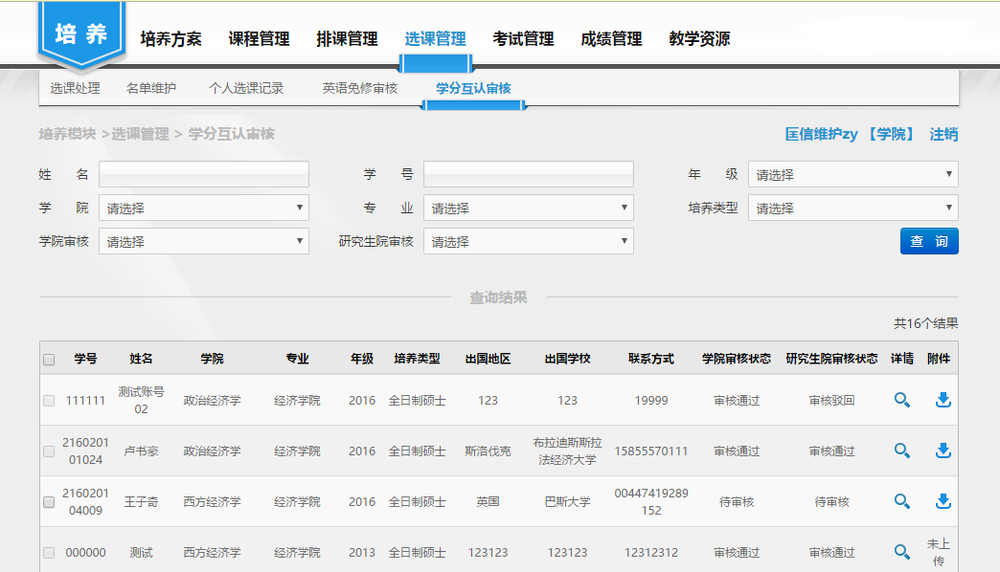 培 养
培养方案 课程管理 排课管理 选课管理 考试管理 成绩管理 教学资源
选课处理 名单维护 个人选课记录 英语免修审核 学分互认审核
培养模块 >选课管理 > 学分互认审核 匡信维护zy 【学院】 注销
姓 名 学 号 年 级 请选择
学 院 请选择 专 业 请选择 培养类型 请选择
学院审核 请选择 研究生院审核 请选择 查 询
查询结果
共16个结果
学号 姓名 学院 专业 年级 培养类型 出国地区 出国学校 联系方式 学院审核状态 研究生院审核状态 详情 附件
111111 测试账号02 政治经济学 经济学院 2016 全日制硕士 123 123 19999 审核通过 审核驳回
216020101024 卢书豪 政治经济学 经济学院 2016 全日制硕士 斯洛伐克 布拉迪斯斯拉法经济大学 15855570111 审核通过 审核通过
216020104009 王子奇 西方经济学 经济学院 2016 全日制硕士 英国 巴斯大学 00447419289152 待审核 待审核
000000 测试 西方经济学 经济学院 2013 全日制硕士 123123 123123 12312312 审核通过 审核通过 未上传